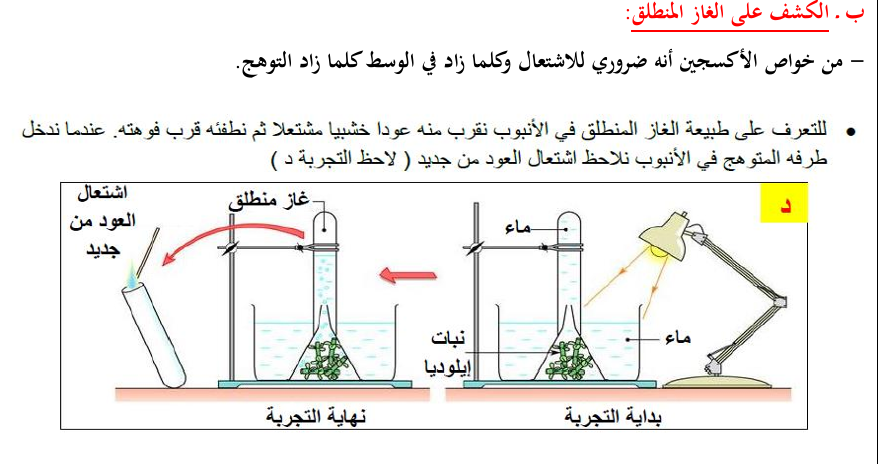 ب ـ الكشف على الغاز المنطلق:
– من خواص الأكسجين أنه ضروري للاشتعال وكلما زاد في الوسط كلما زاد التوهج.
• للتعرف على طبيعة الغاز المنطلق في الأنبوب نقرب منه عودا خشبيا مشتعلا ثم نطفئه قرب فوهته. عندما ندخل
طرفه المتوهج في الأنبوب نلاحظ اشتعال العود من جديد ( لاحظ التجربة د )
د
ماء
ماء
نبات
إيلوديا
بداية التجربة
غاز منطلق
اشتعال
العود من
جديد
نهاية التجربة